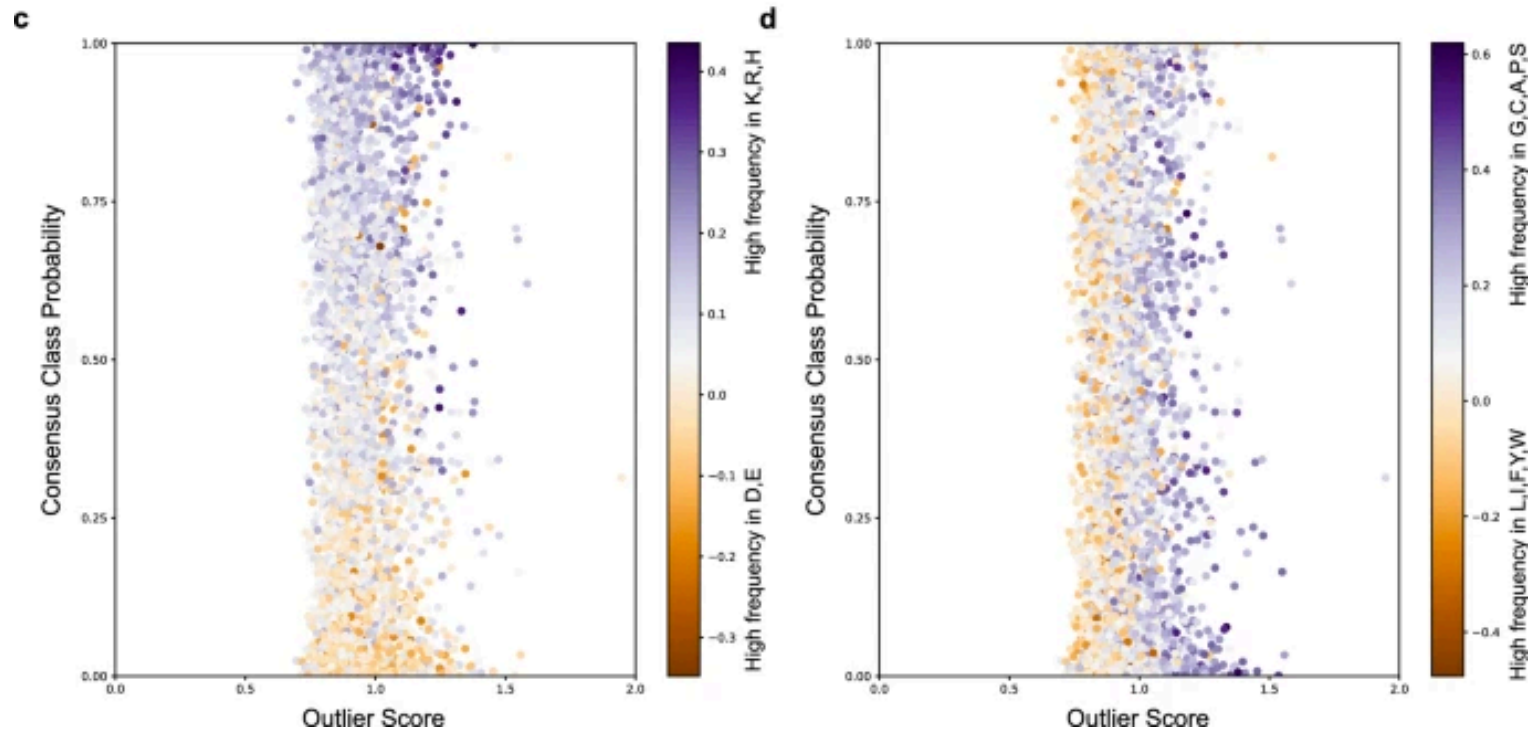 c
1.00
0.75
0.50
0.25
0.00
Consensus Class Probability
0.0 0.5 1.0 1.5 2.0
Outlier Score
0.4
0.3
0.2
0.1
0.0
−0.1
−0.2
−0.3
High frequency in K,R,H
High frequency in D,E
d
1.00
0.75
0.50
0.25
0.00
Consensus Class Probability
0.0 0.5 1.0 1.5 2.0
Outlier Score
0.6
0.4
0.2
0.0
−0.2
−0.4
High frequency in G,C,A,P,S
High frequency in L,I,F,Y,W